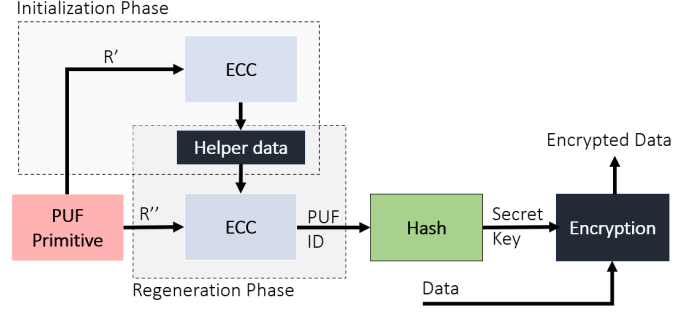 Initialization Phase
R'
ECC
Helper data
Encrypted Data
PUF
Primitive
R''
ECC
PUF
ID
Hash
Secret
Key
Encryption
Regeneration Phase
Data